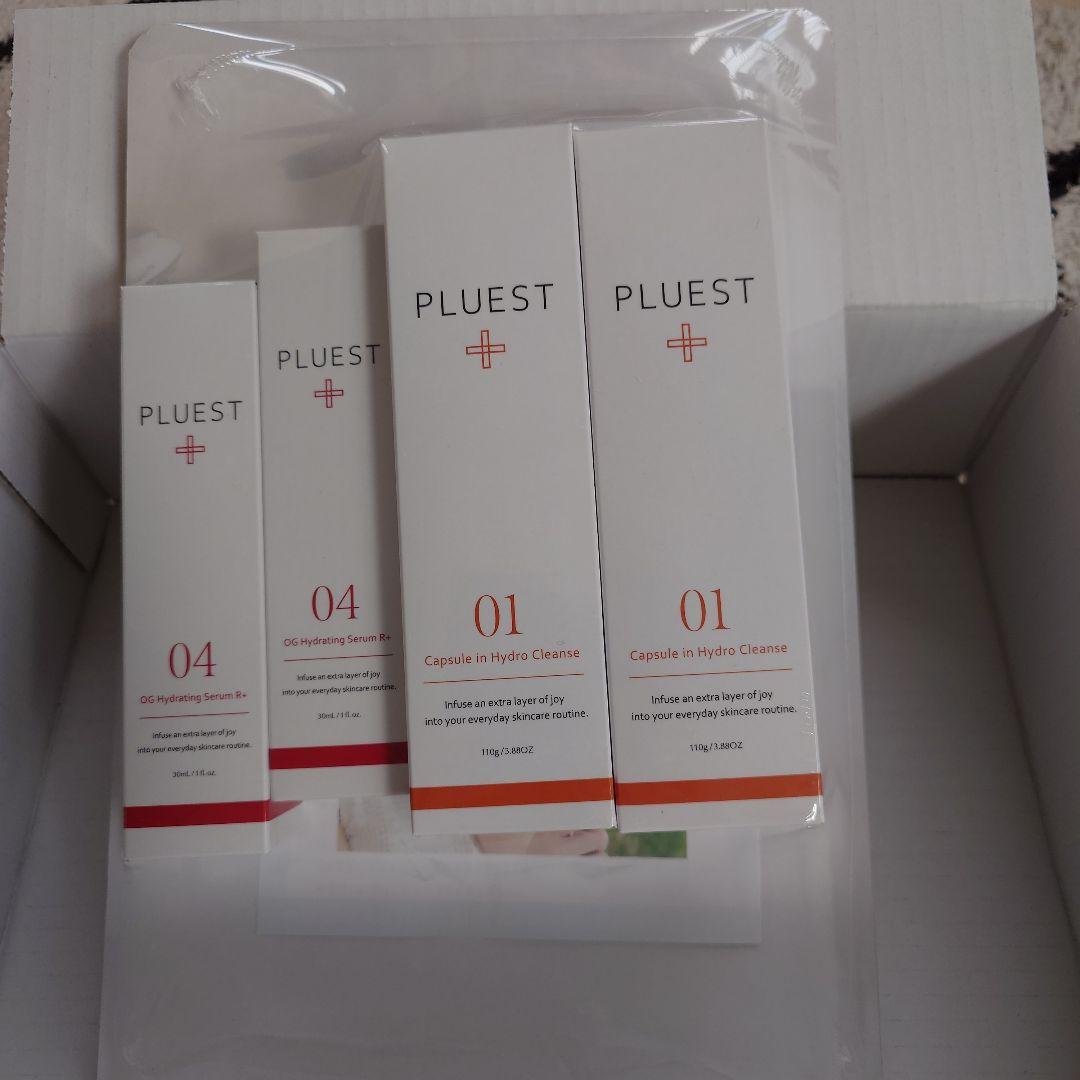 PLUEST
04
OG Hydrating Serum R+
Infuse an extra layer of joy
into your everyday skincare routine.
30mL / 1 fl.oz.
PLUEST
04
OG Hydrating Serum R+
Infuse an extra layer of joy
into your everyday skincare routine.
30mL / 1 fl.oz.
PLUEST
01
Capsule in Hydro Cleanse
Infuse an extra layer of joy
into your everyday skincare routine.
110g/3.88OZ
PLUEST
01
Capsule in Hydro Cleanse
Infuse an extra layer of joy
into your everyday skincare routine.
110g/3.88OZ